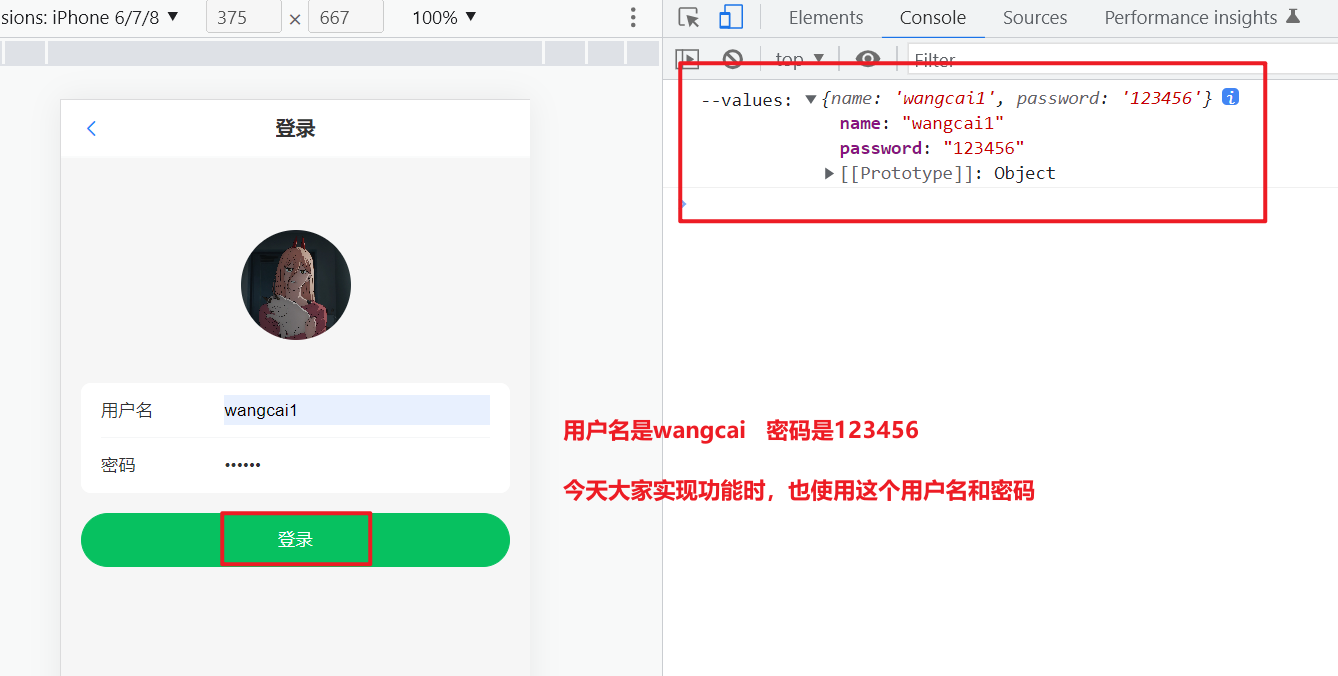 sions: iPhone 6/7/8 ▼ 375 × 667 100% ▼
Elements Console Sources Performance insights
top ▼ Filter
登录
--values: ▼{name: 'wangcai1', password: '123456'} i
name: "wangcai1"
password: "123456"
▶[[Prototype]]: Object
用户名 wangcai1
密码 ••••••
登录
用户名是wangcai 密码是123456
今天大家实现功能时，也使用这个用户名和密码